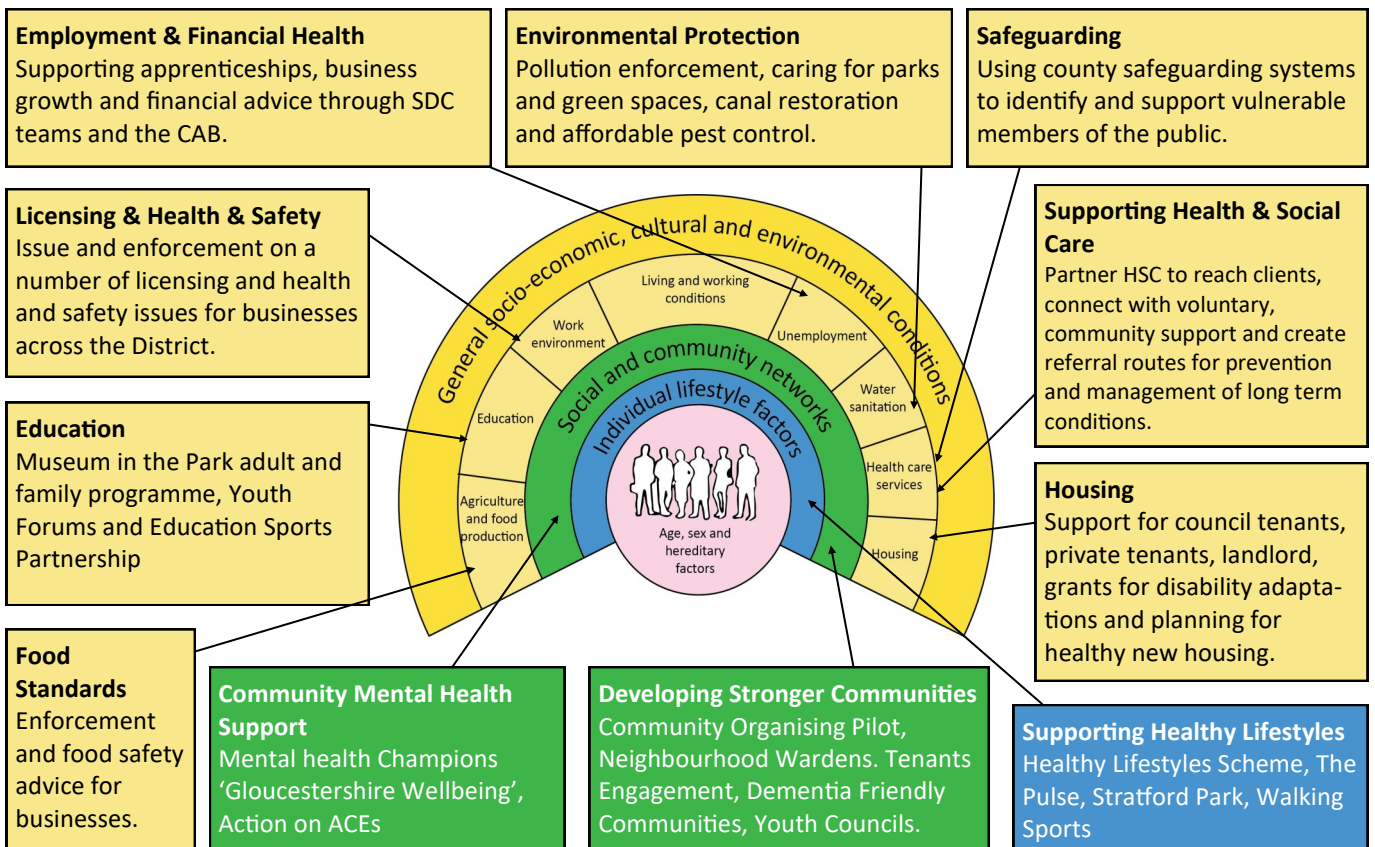 Employment & Financial Health
Supporting apprenticeships, business
growth and financial advice through SDC
teams and the CAB.
Environmental Protection
Pollution enforcement, caring for parks
and green spaces, canal restoration
and affordable pest control.
Safeguarding
Using county safeguarding systems
to identify and support vulnerable
members of the public.
Licensing & Health & Safety
Issue and enforcement on a
number of licensing and health
and safety issues for businesses
across the District.
Supporting Health & Social
Care
Partner HSC to reach clients,
connect with voluntary,
community support and create
referral routes for prevention
and management of long term
conditions.
General socio-economic, cultural and environmental conditions
Living and working
conditions
Work
environment
Unemployment
Education
Water
sanitation
Agriculture
and food
production
Health care
services
Housing
Social and community networks
Individual lifestyle factors
Age, sex and
hereditary
factors
Education
Museum in the Park adult and
family programme, Youth
Forums and Education Sports
Partnership
Housing
Support for council tenants,
private tenants, landlord,
grants for disability adapta-
tions and planning for
healthy new housing.
Food
Standards
Enforcement
and food safety
advice for
businesses.
Community Mental Health
Support
Mental health Champions
‘Gloucestershire Wellbeing’,
Action on ACEs
Developing Stronger Communities
Community Organising Pilot,
Neighbourhood Wardens. Tenants
Engagement, Dementia Friendly
Communities, Youth Councils.
Supporting Healthy Lifestyles
Healthy Lifestyles Scheme, The
Pulse, Stratford Park, Walking
Sports